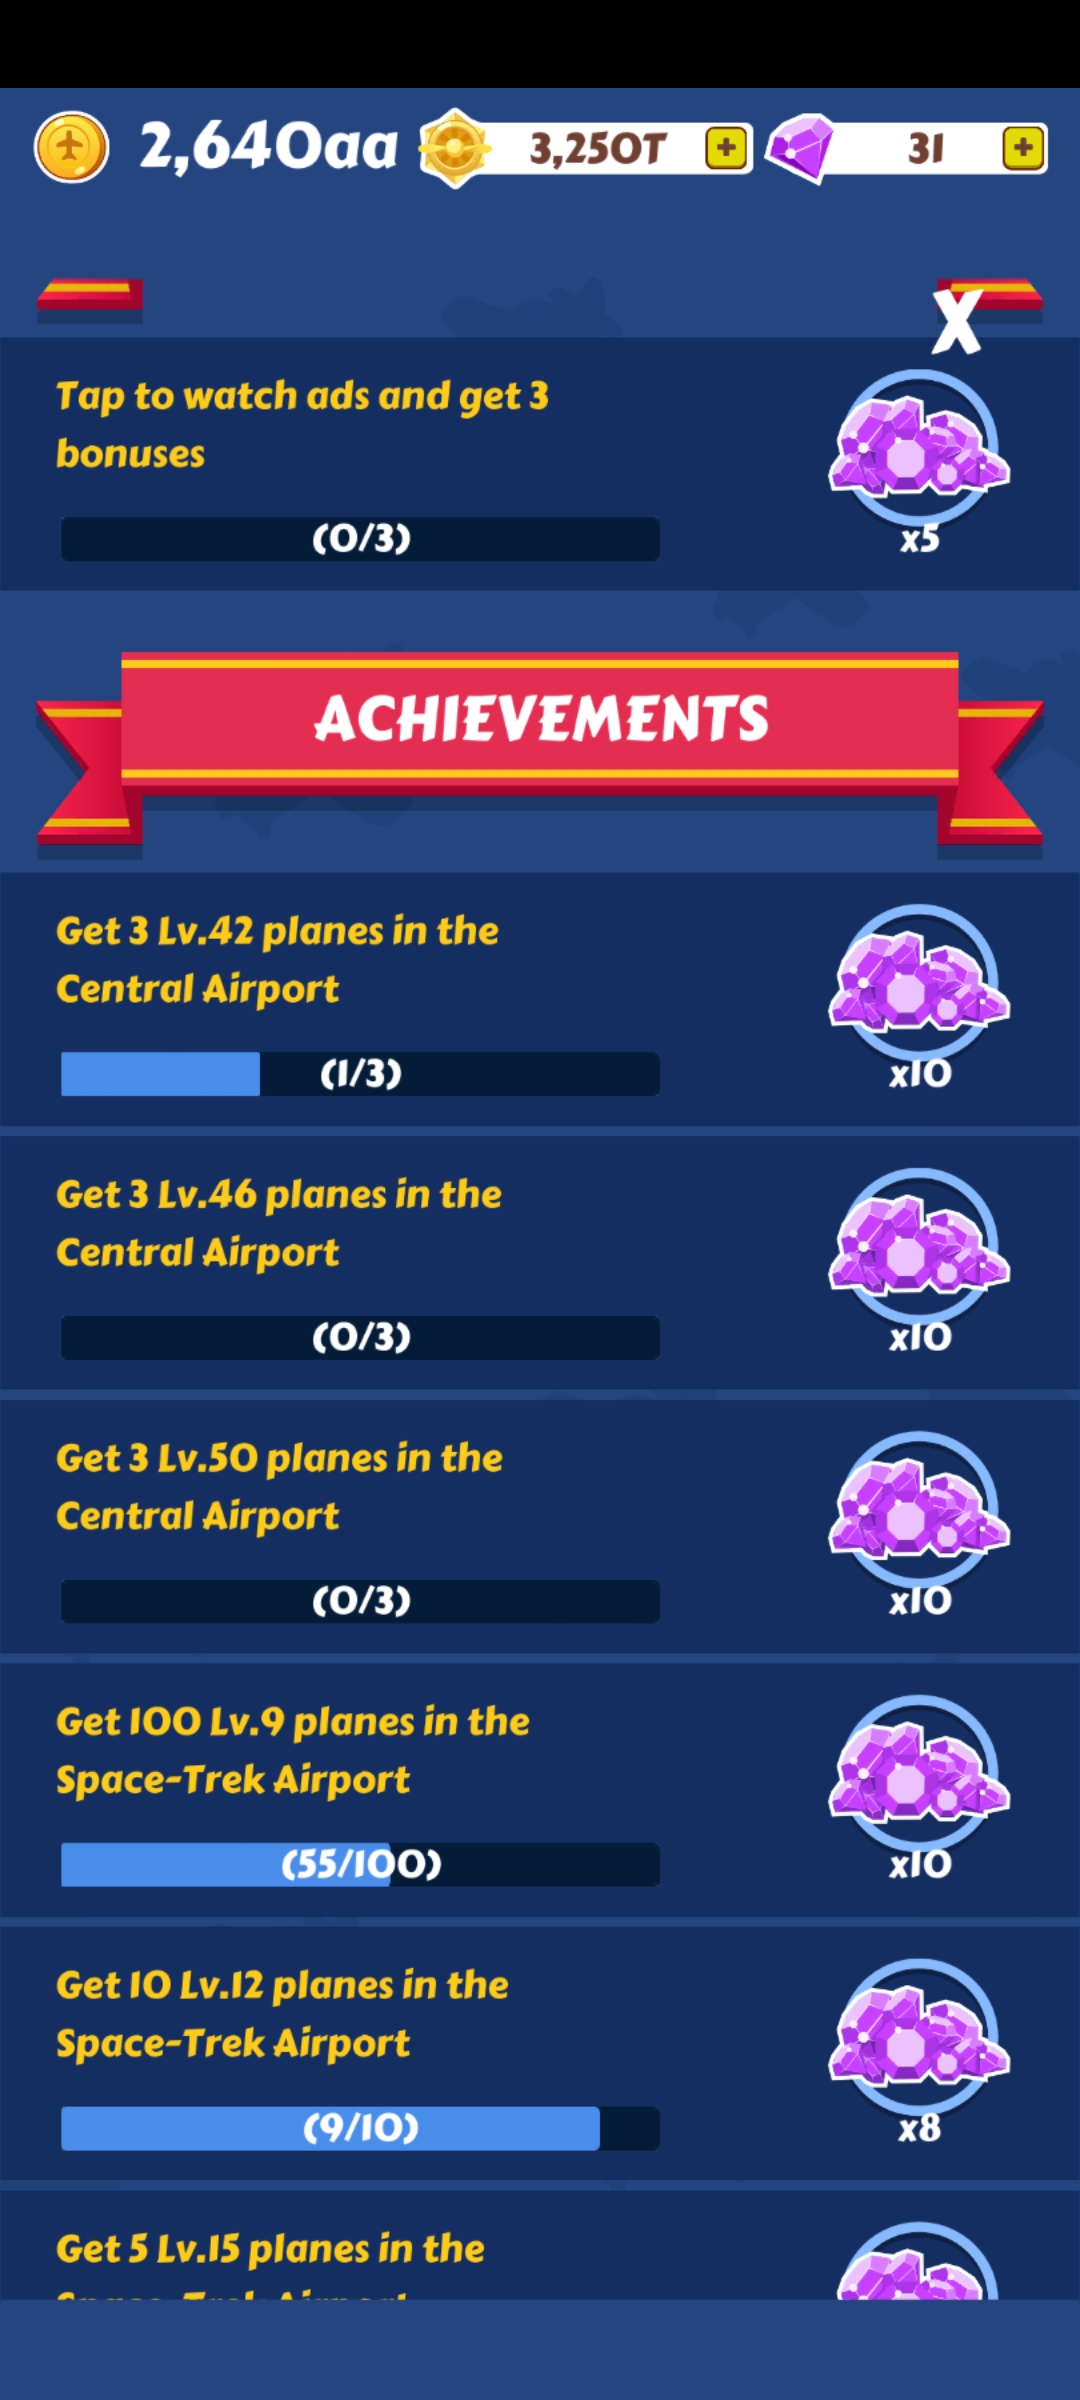 2,640aa 3,250T + 31 +
X
Tap to watch ads and get 3
bonuses
(0/3)
x5
ACHIEVEMENTS
Get 3 Lv.42 planes in the
Central Airport
(1/3)
x10
Get 3 Lv.46 planes in the
Central Airport
(0/3)
x10
Get 3 Lv.50 planes in the
Central Airport
(0/3)
x10
Get 100 Lv.9 planes in the
Space-Trek Airport
(55/100)
x10
Get 10 Lv.12 planes in the
Space-Trek Airport
(9/10)
x8
Get 5 Lv.15 planes in the
Space-Trek Airport